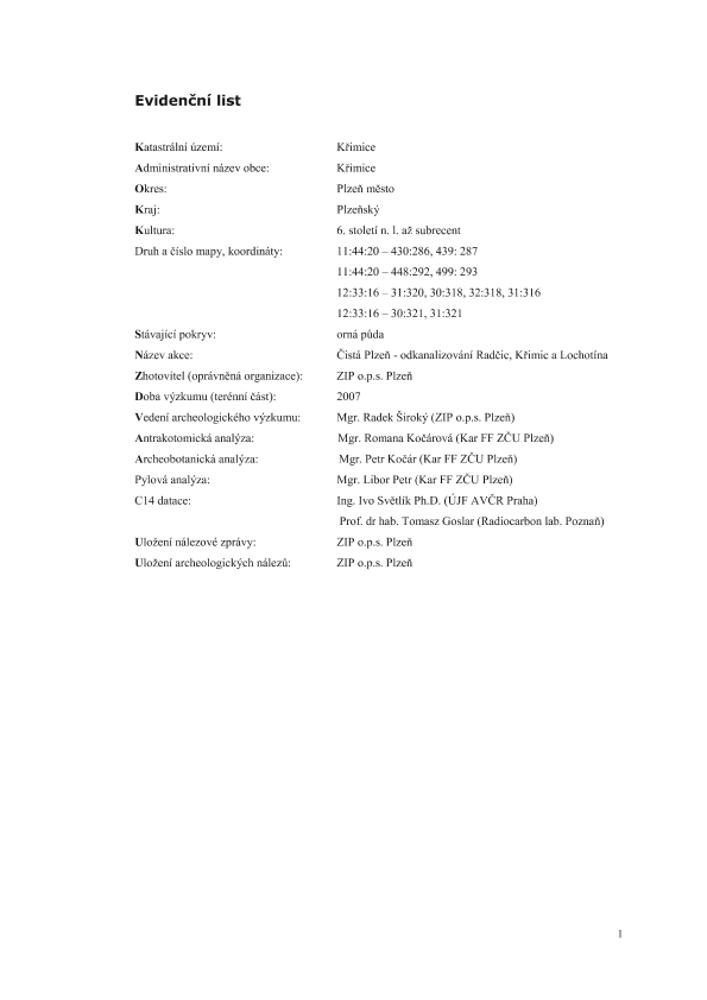 Evidenční list
Katastrální území: Křimice
Administrativní název obce: Křimice
Okres: Plzeň město
Kraj: Plzeňský
Kultura: 6. století n. l. až subrecent
Druh a číslo mapy, koordináty: 11:44:20 – 430:286, 439: 287
11:44:20 – 448:292, 499: 293
12:33:16 – 31:320, 30:318, 32:318, 31:316
12:33:16 – 30:321, 31:321
Stávající pokryv: orná půda
Název akce: Čistá Plzeň - odkanalizování Radčic, Křimic a Lochotína
Zhotovitel (oprávněná organizace): ZIP o.p.s. Plzeň
Doba výzkumu (terénní část): 2007
Vedení archeologického výzkumu: Mgr. Radek Široký (ZIP o.p.s. Plzeň)
Antrakotomická analýza: Mgr. Romana Kočárová (Kar FF ZČU Plzeň)
Archeobotanická analýza: Mgr. Petr Kočár (Kar FF ZČU Plzeň)
Pylová analýza: Mgr. Libor Petr (Kar FF ZČU Plzeň)
C14 datace: Ing. Ivo Světlík Ph.D. (ÚJF AVČR Praha)
Prof. dr hab. Tomasz Goslar (Radiocarbon lab. Poznaň)
Uložení nálezové zprávy: ZIP o.p.s. Plzeň
Uložení archeologických nálezů: ZIP o.p.s. Plzeň
1